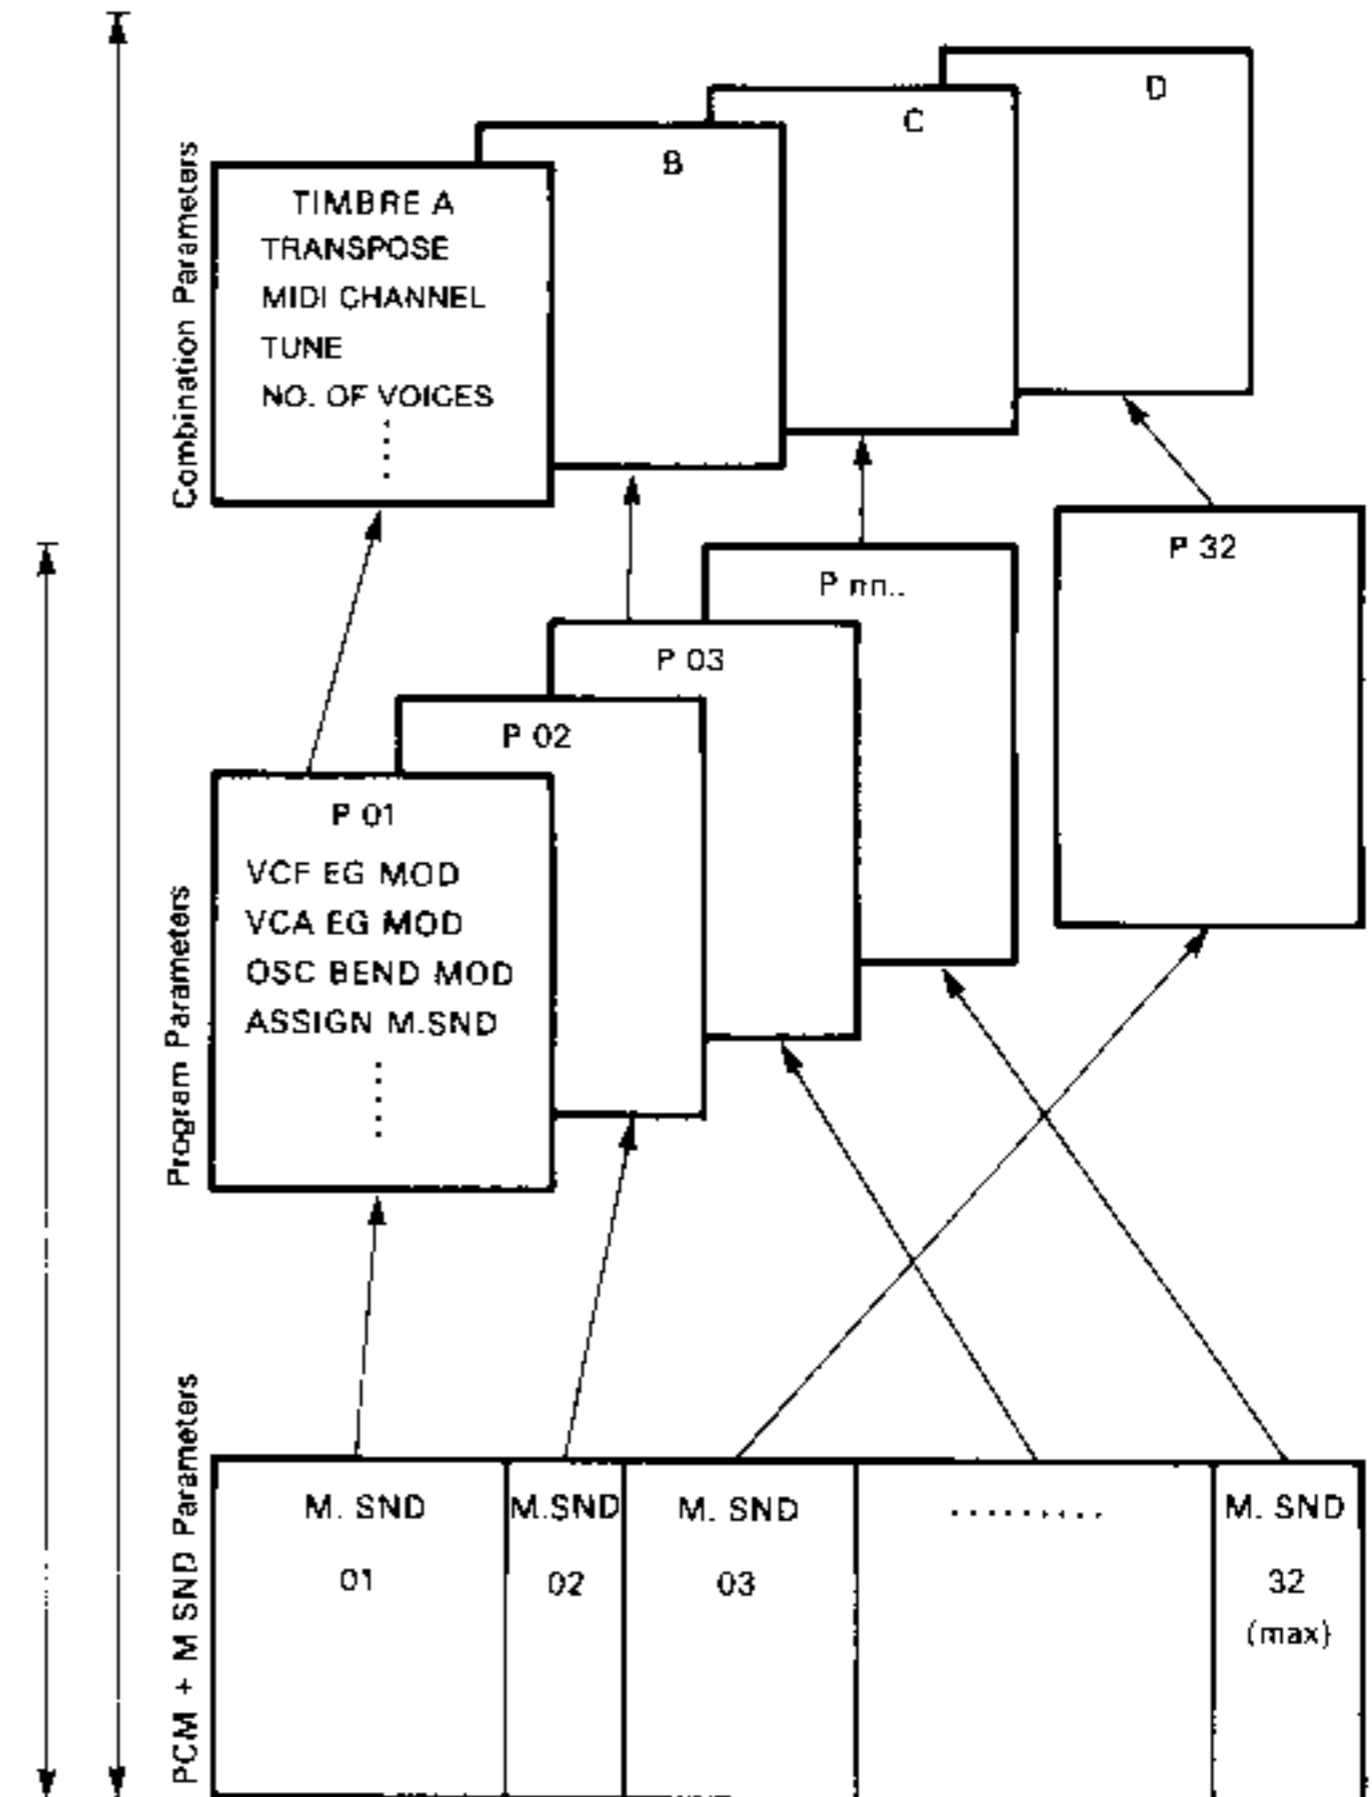 D
C
B
Combination Parameters
TIMBRE A
TRANSPOSE
MIDI CHANNEL
TUNE
NO. OF VOICES
P 32
P nn..
P 03
P 02
Program Parameters
P 01
VCF EG MOD
VCA EG MOD
OSC BEND MOD
ASSIGN M.SND
PCM + M SND Parameters
M. SND
01
M.SND
02
M. SND
03
.........
M. SND
32
(max)